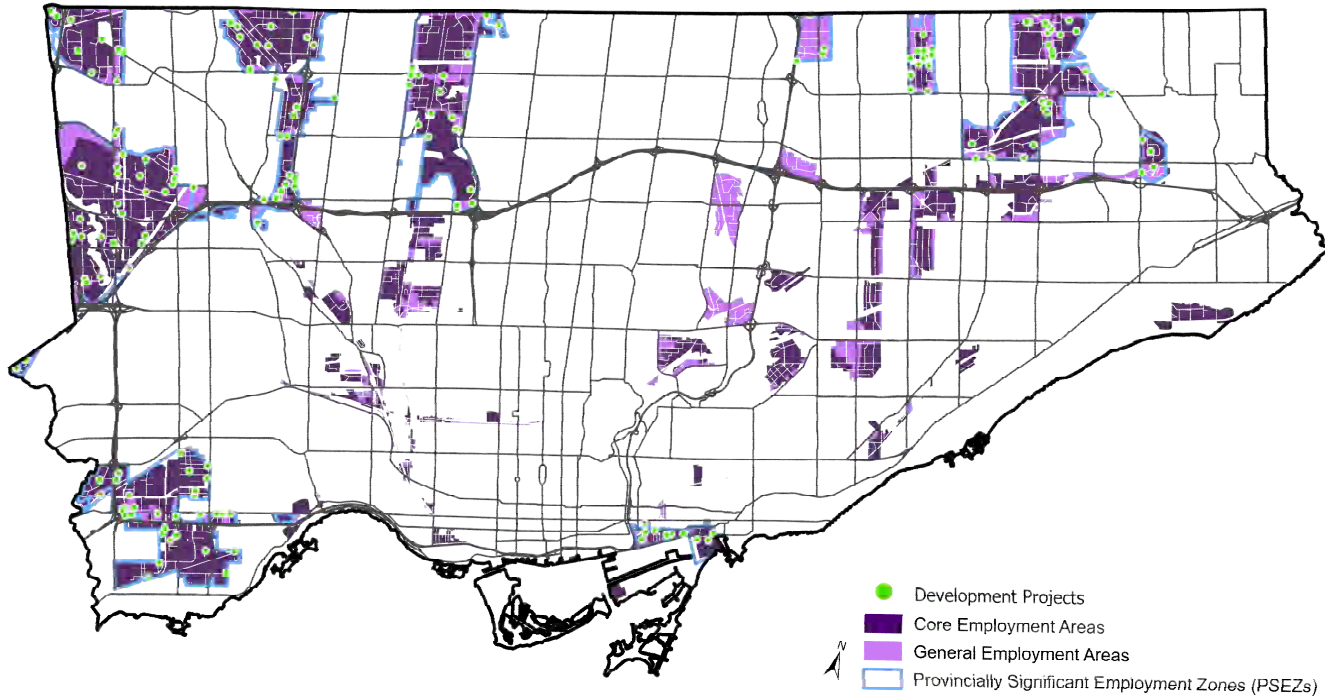 Development Projects
Core Employment Areas
N
General Employment Areas
Provincially Significant Employment Zones (PSEZs)